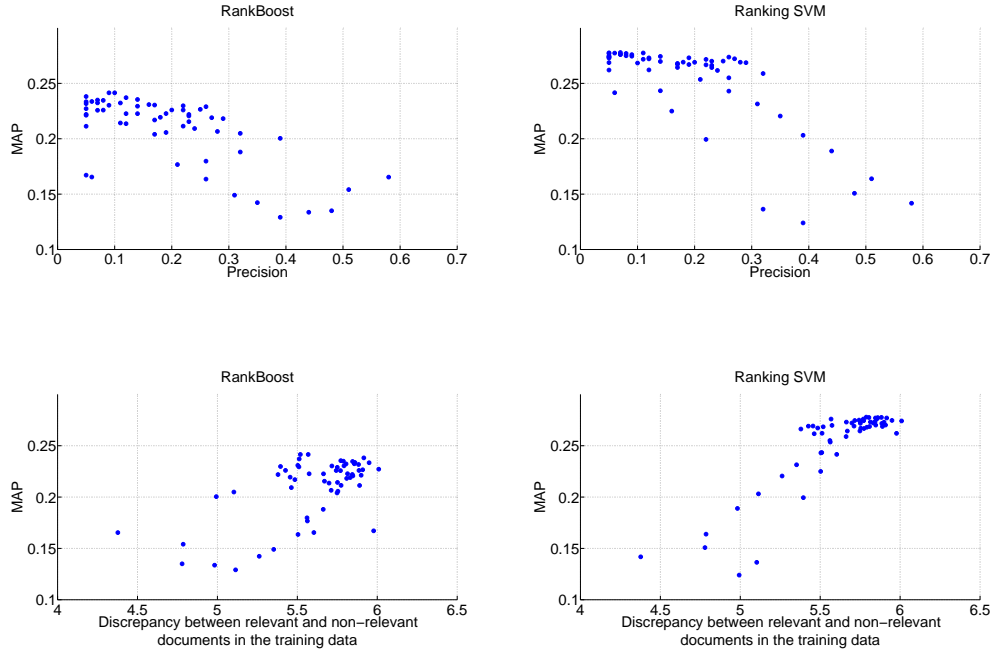 RankBoost
Ranking SVM
0.25
0.2
0.15
0.1
MAP
0 0.1 0.2 0.3 0.4 0.5 0.6 0.7
Precision
0.25
0.2
0.15
0.1
MAP
0 0.1 0.2 0.3 0.4 0.5 0.6 0.7
Precision
RankBoost
Ranking SVM
0.25
0.2
0.15
0.1
MAP
4 4.5 5 5.5 6 6.5
Discrepancy between relevant and non−relevant
documents in the training data
0.25
0.2
0.15
0.1
MAP
4 4.5 5 5.5 6 6.5
Discrepancy between relevant and non−relevant
documents in the training data